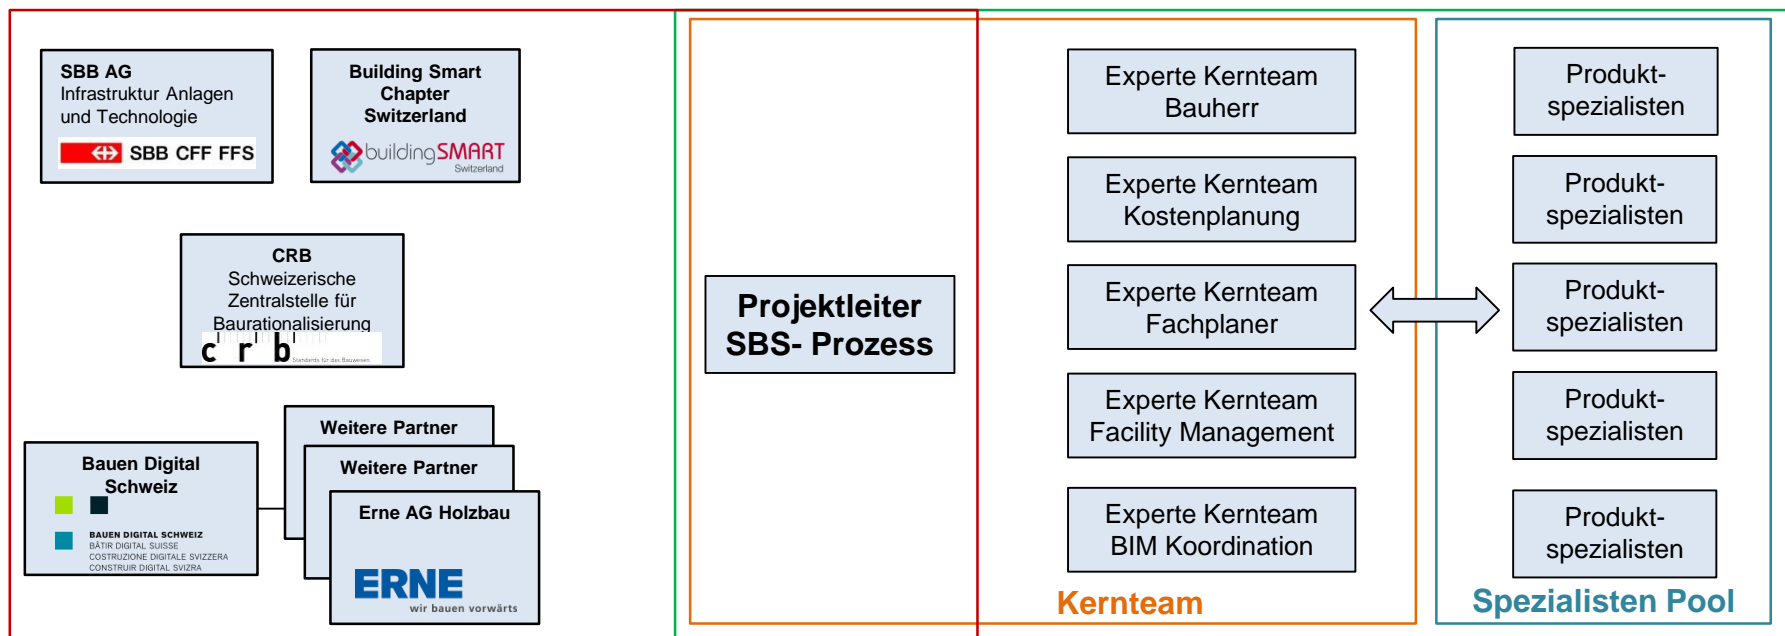 SBB AG
Infrastruktur Anlagen
und Technologie
SBB CFF FFS
Building Smart
Chapter
Switzerland
buildingSMART
Switzerland
CRB
Schweizerische
Zentralstelle für
Baurationalisierung
crb
Standards für das Bauwesen
Bauen Digital
Schweiz
BAUEN DIGITAL SCHWEIZ
BÂTIR DIGITAL SUISSE
COSTRUZIONE DIGITALE SVIZZERA
CONSTRUIR DIGITAL SVIZRA
Weitere Partner
Weitere Partner
Erne AG Holzbau
ERNE
wir bauen vorwärts
Projektleiter
SBS- Prozess
Experte Kernteam
Bauherr
Experte Kernteam
Kostenplanung
Experte Kernteam
Fachplaner
Experte Kernteam
Facility Management
Experte Kernteam
BIM Koordination
Kernteam
Produkt-
spezialisten
Produkt-
spezialisten
Produkt-
spezialisten
Produkt-
spezialisten
Produkt-
spezialisten
Spezialisten Pool